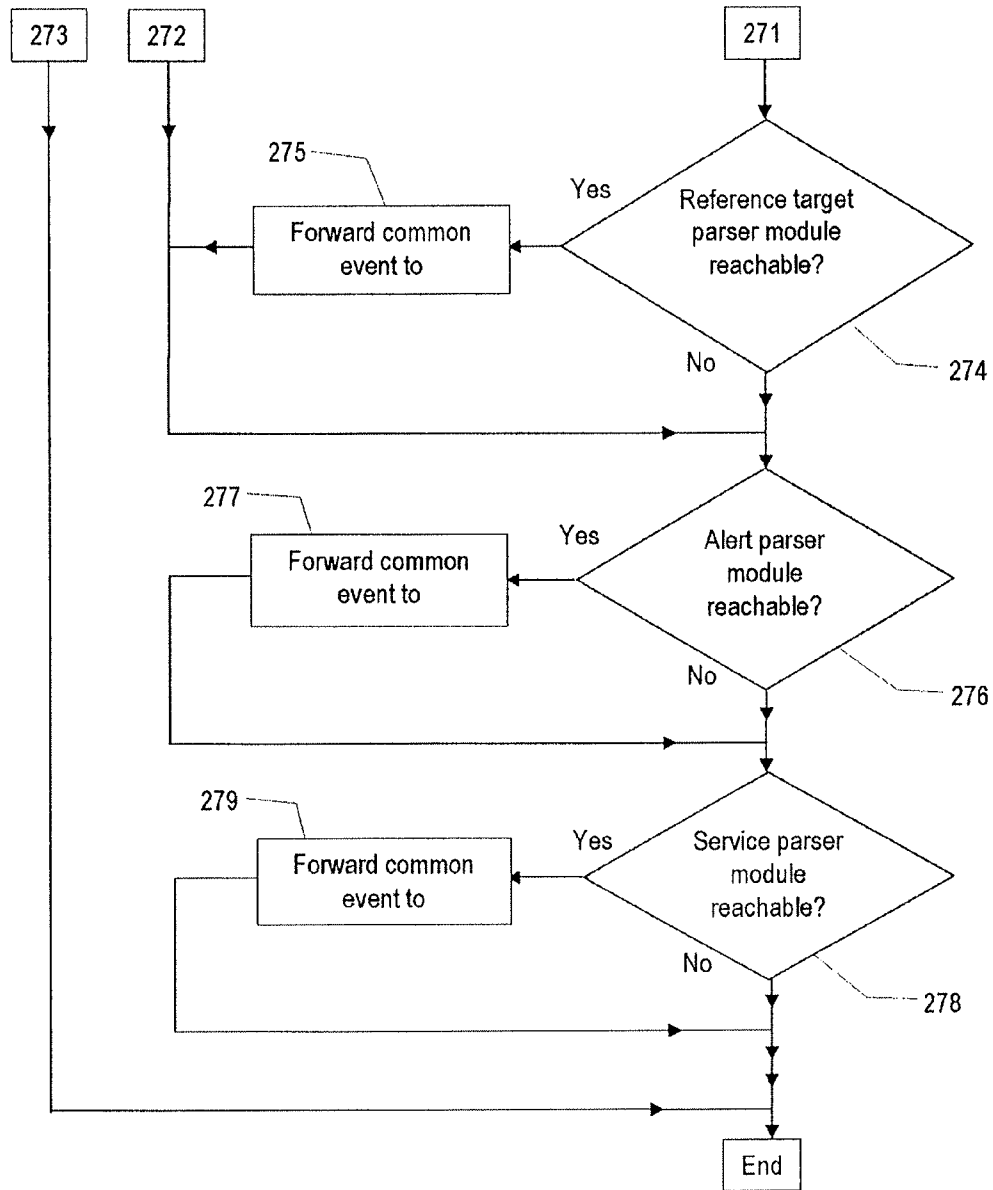 273
272
271
275
Yes
Reference target
parser module
reachable?
Forward common
event to
No
274
277
Yes
Alert parser
module
reachable?
Forward common
event to
No
276
279
Yes
Service parser
module
reachable?
Forward common
event to
No
278
End